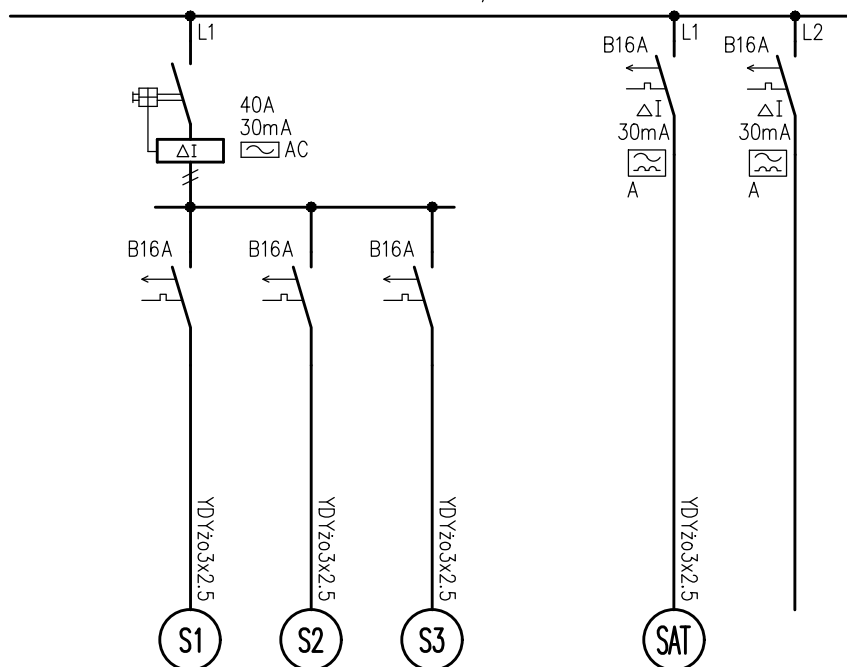 L1
L1
L2
B16A
B16A
40A
30mA
AC
ΔI
ΔI
30mA
A
ΔI
30mA
A
B16A
B16A
B16A
YDYżo3x2.5
YDYżo3x2.5
YDYżo3x2.5
YDYżo3x2.5
S1
S2
S3
SAT